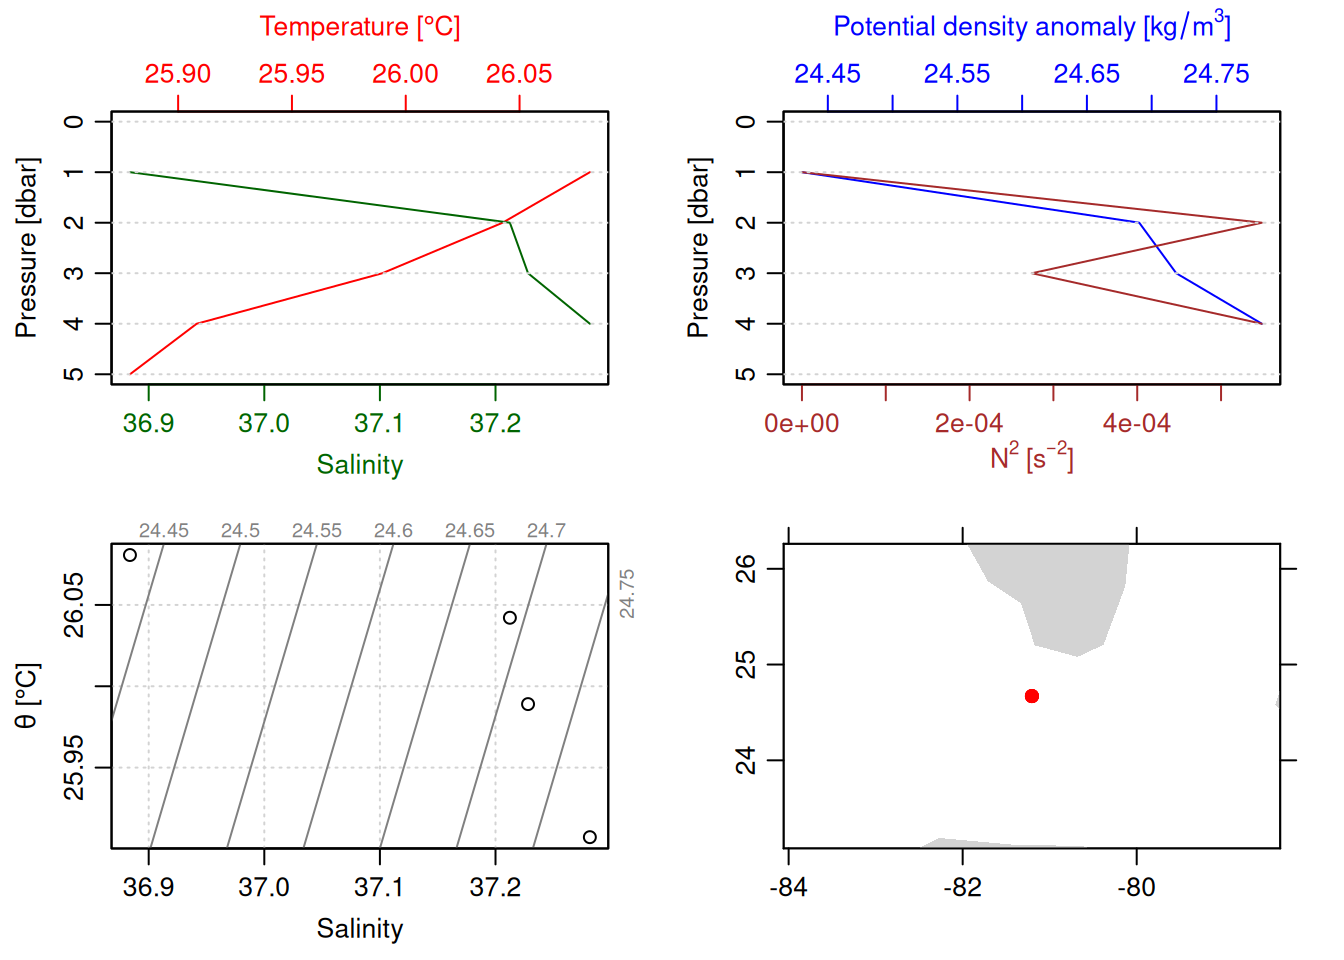 Temperature [°C]
25.90 25.95 26.00 26.05
Pressure [dbar]
0
1
2
3
4
5
36.9 37.0 37.1 37.2
Salinity
Potential density anomaly [kg/m³]
24.45 24.55 24.65 24.75
Pressure [dbar]
0
1
2
3
4
5
0e+00 2e-04 4e-04
N² [s⁻²]
24.45 24.5 24.55 24.6 24.65 24.7
24.75
θ [°C]
26.05
25.95
36.9 37.0 37.1 37.2
Salinity
26
25
24
-84 -82 -80